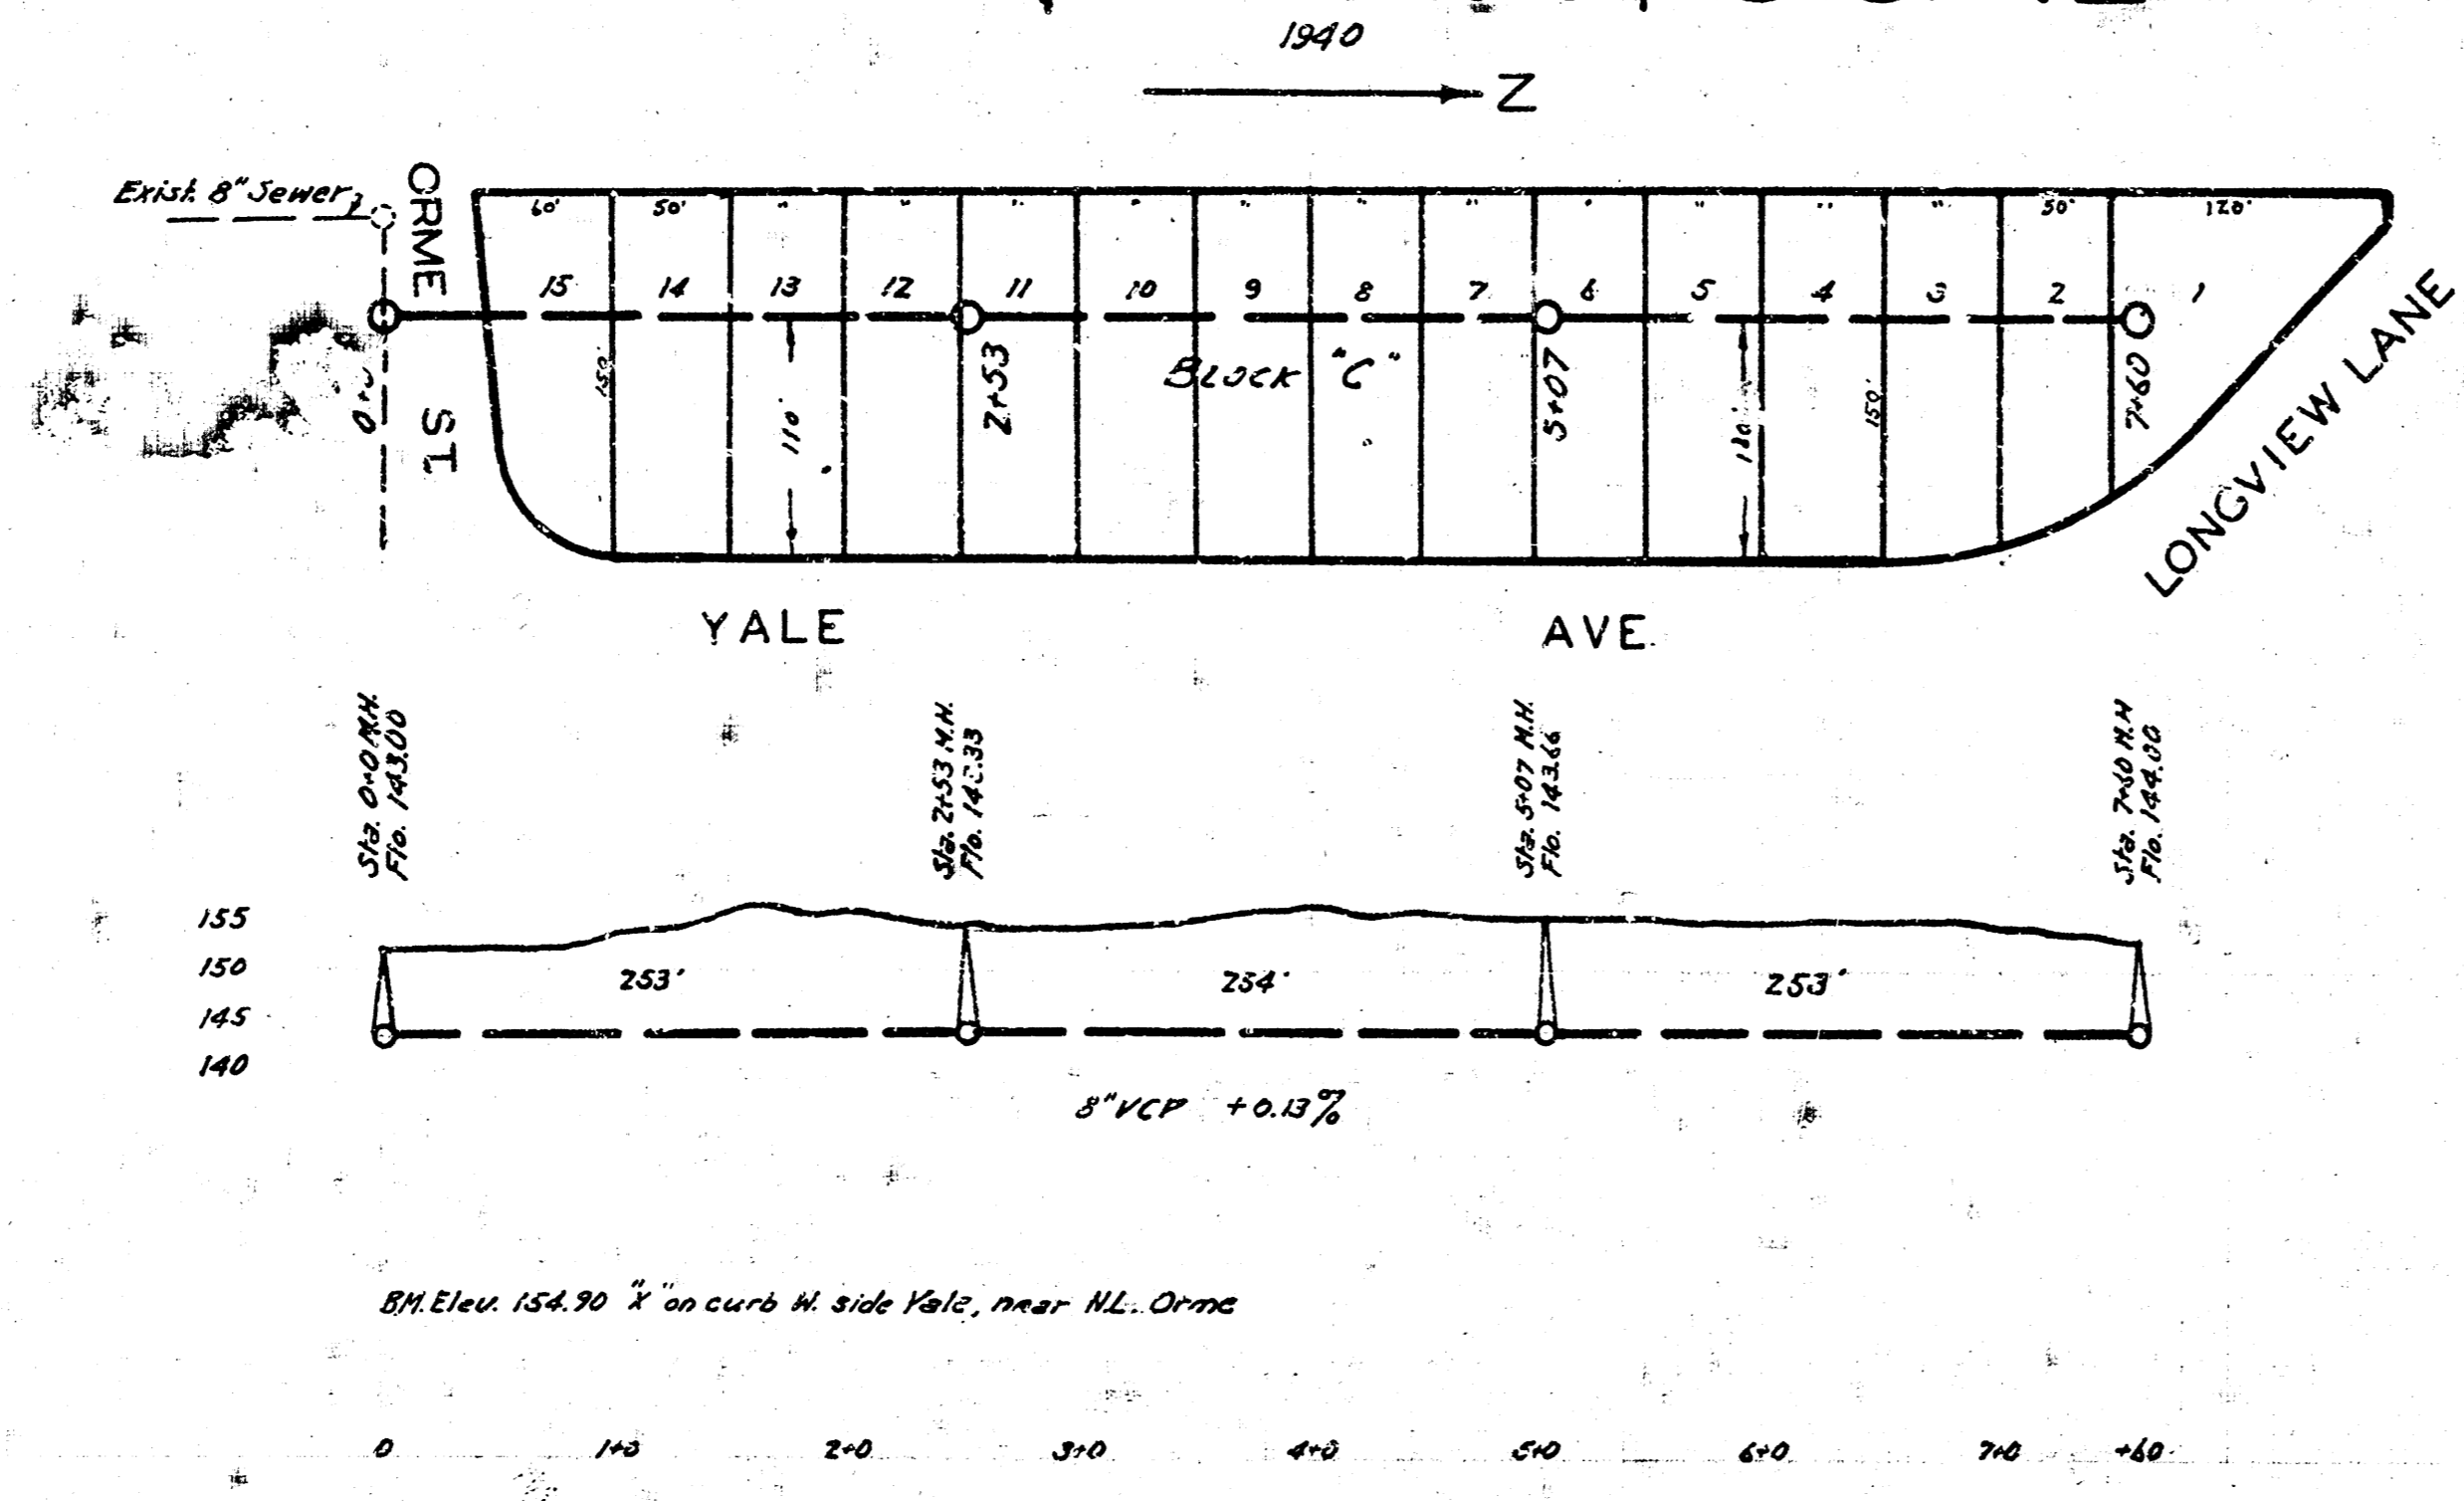 1940
N
Exist. 8" Sewer
ORME ST.
60' 50' " " " " " " " " " " " 50' 120'
15 14 13 12 11 10 9 8 7 6 5 4 3 2 1
150'
110'
150'
BLOCK "C"
2+53
5+07
7+60
LONGVIEW LANE
YALE AVE.
Sta. 0+0 M.H.
Flo. 143.00
Sta. 2+53 M.H.
Sta. 5+07 M.H.
Flo. 143.66
Sta. 7+60 M.H
Flo. 144.00
155
150
145
140
253' 254' 253'
8" VCP +0.13%
BM. Elev. 154.90 "X" on curb W. side Yale, near N.L. Orme
0 1+0 2+0 3+0 4+0 5+0 6+0 7+0 +60